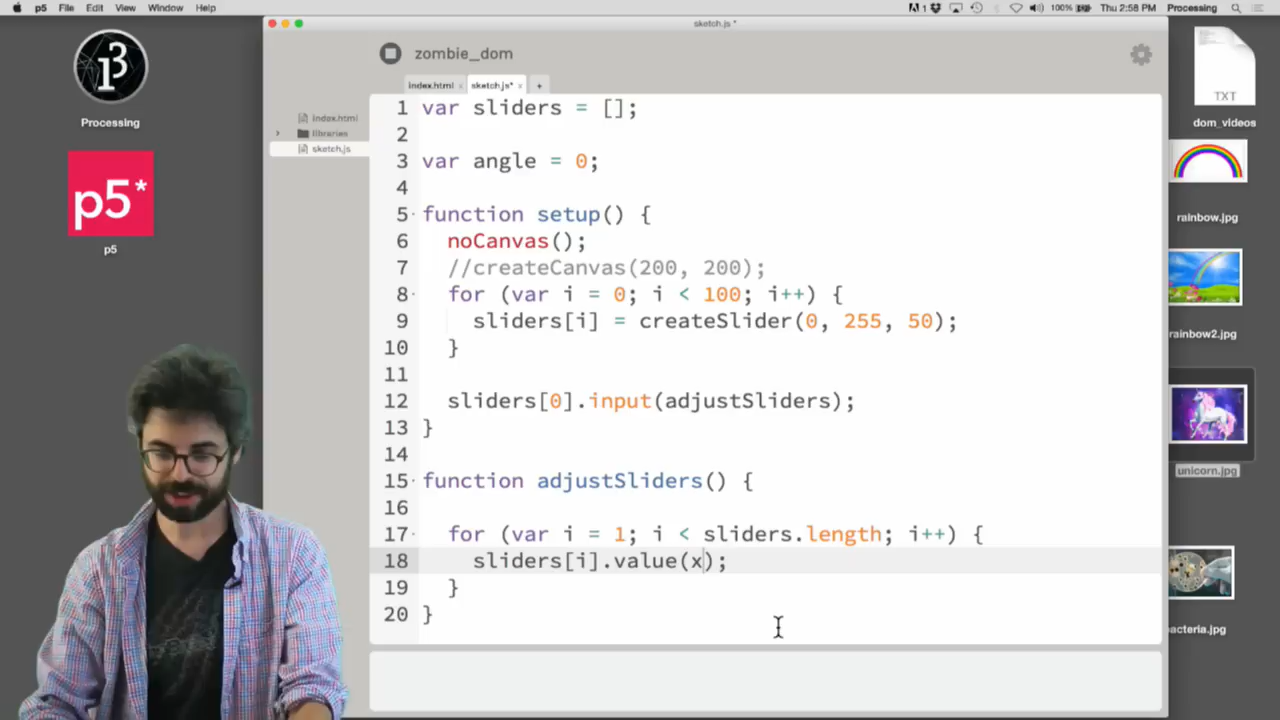 p5 File Edit View Window Help
1 100% Thu 2:58 PM Processing
sketch.js *
zombie_dom
index.html x sketch.js* x +
index.html
libraries
sketch.js
1 var sliders = [];
2
3 var angle = 0;
4
5 function setup() {
6 noCanvas();
7 //createCanvas(200, 200);
8 for (var i = 0; i < 100; i++) {
9 sliders[i] = createSlider(0, 255, 50);
10 }
11
12 sliders[0].input(adjustSliders);
13 }
14
15 function adjustSliders() {
16
17 for (var i = 1; i < sliders.length; i++) {
18 sliders[i].value(x);
19 }
20 }
Processing
p5*
p5
TXT
dom_videos
rainbow.jpg
rainbow2.jpg
unicorn.jpg
acteria.jpg